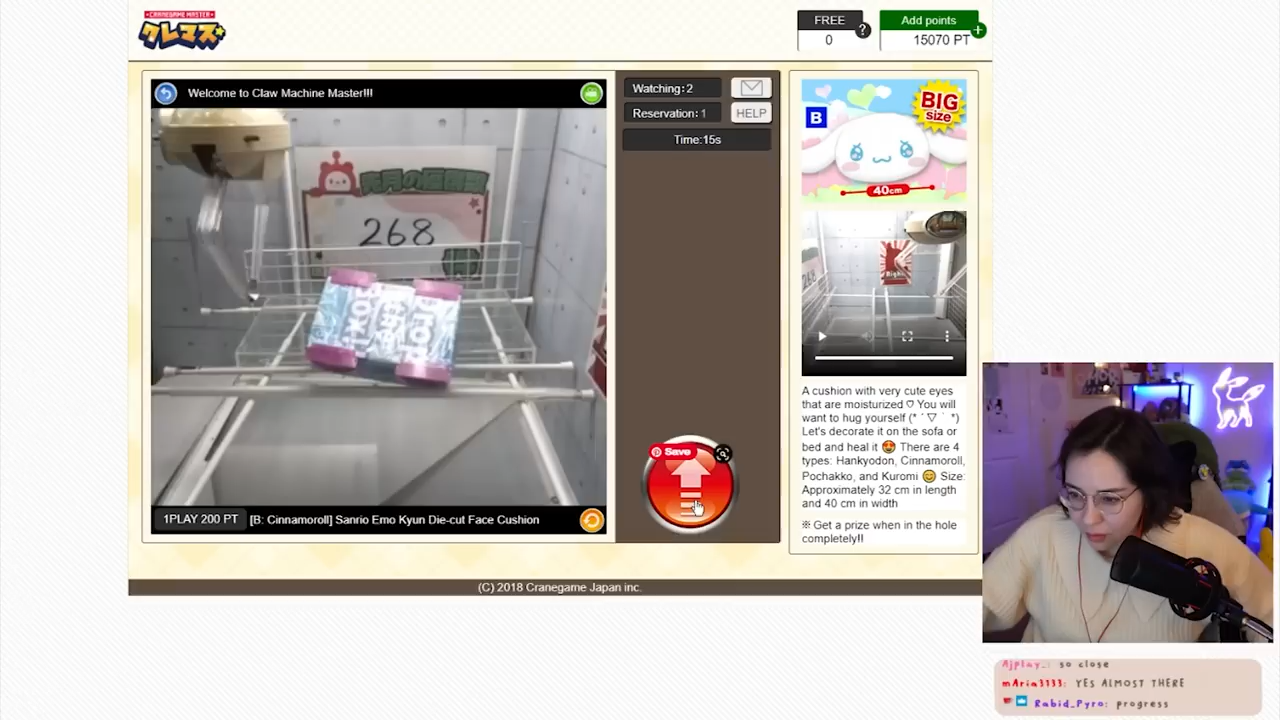 CRANEGAME MASTER
クレマス
FREE
0
?
Add points
15070 PT
+
Welcome to Claw Machine Master!!!
268
1PLAY 200 PT
[B: Cinnamoroll] Sanrio Emo Kyun Die-cut Face Cushion
Watching:2
Reservation:1
HELP
Time:15s
Save
B
BIG
size
40cm
A cushion with very cute eyes
that are moisturized ♡ You will
want to hug yourself (* ´ ▽ ` *)
Let's decorate it on the sofa or
bed and heal it 😍 There are 4
types: Hankyodon, Cinnamoroll,
Pochakko, and Kuromi 😊 Size:
Approximately 32 cm in length
and 40 cm in width
※ Get a prize when in the hole
completely!!
(C) 2018 Cranegame Japan inc.
Ajplay_: so close
mAria3133: YES ALMOST THERE
Rabid_Pyro: progress